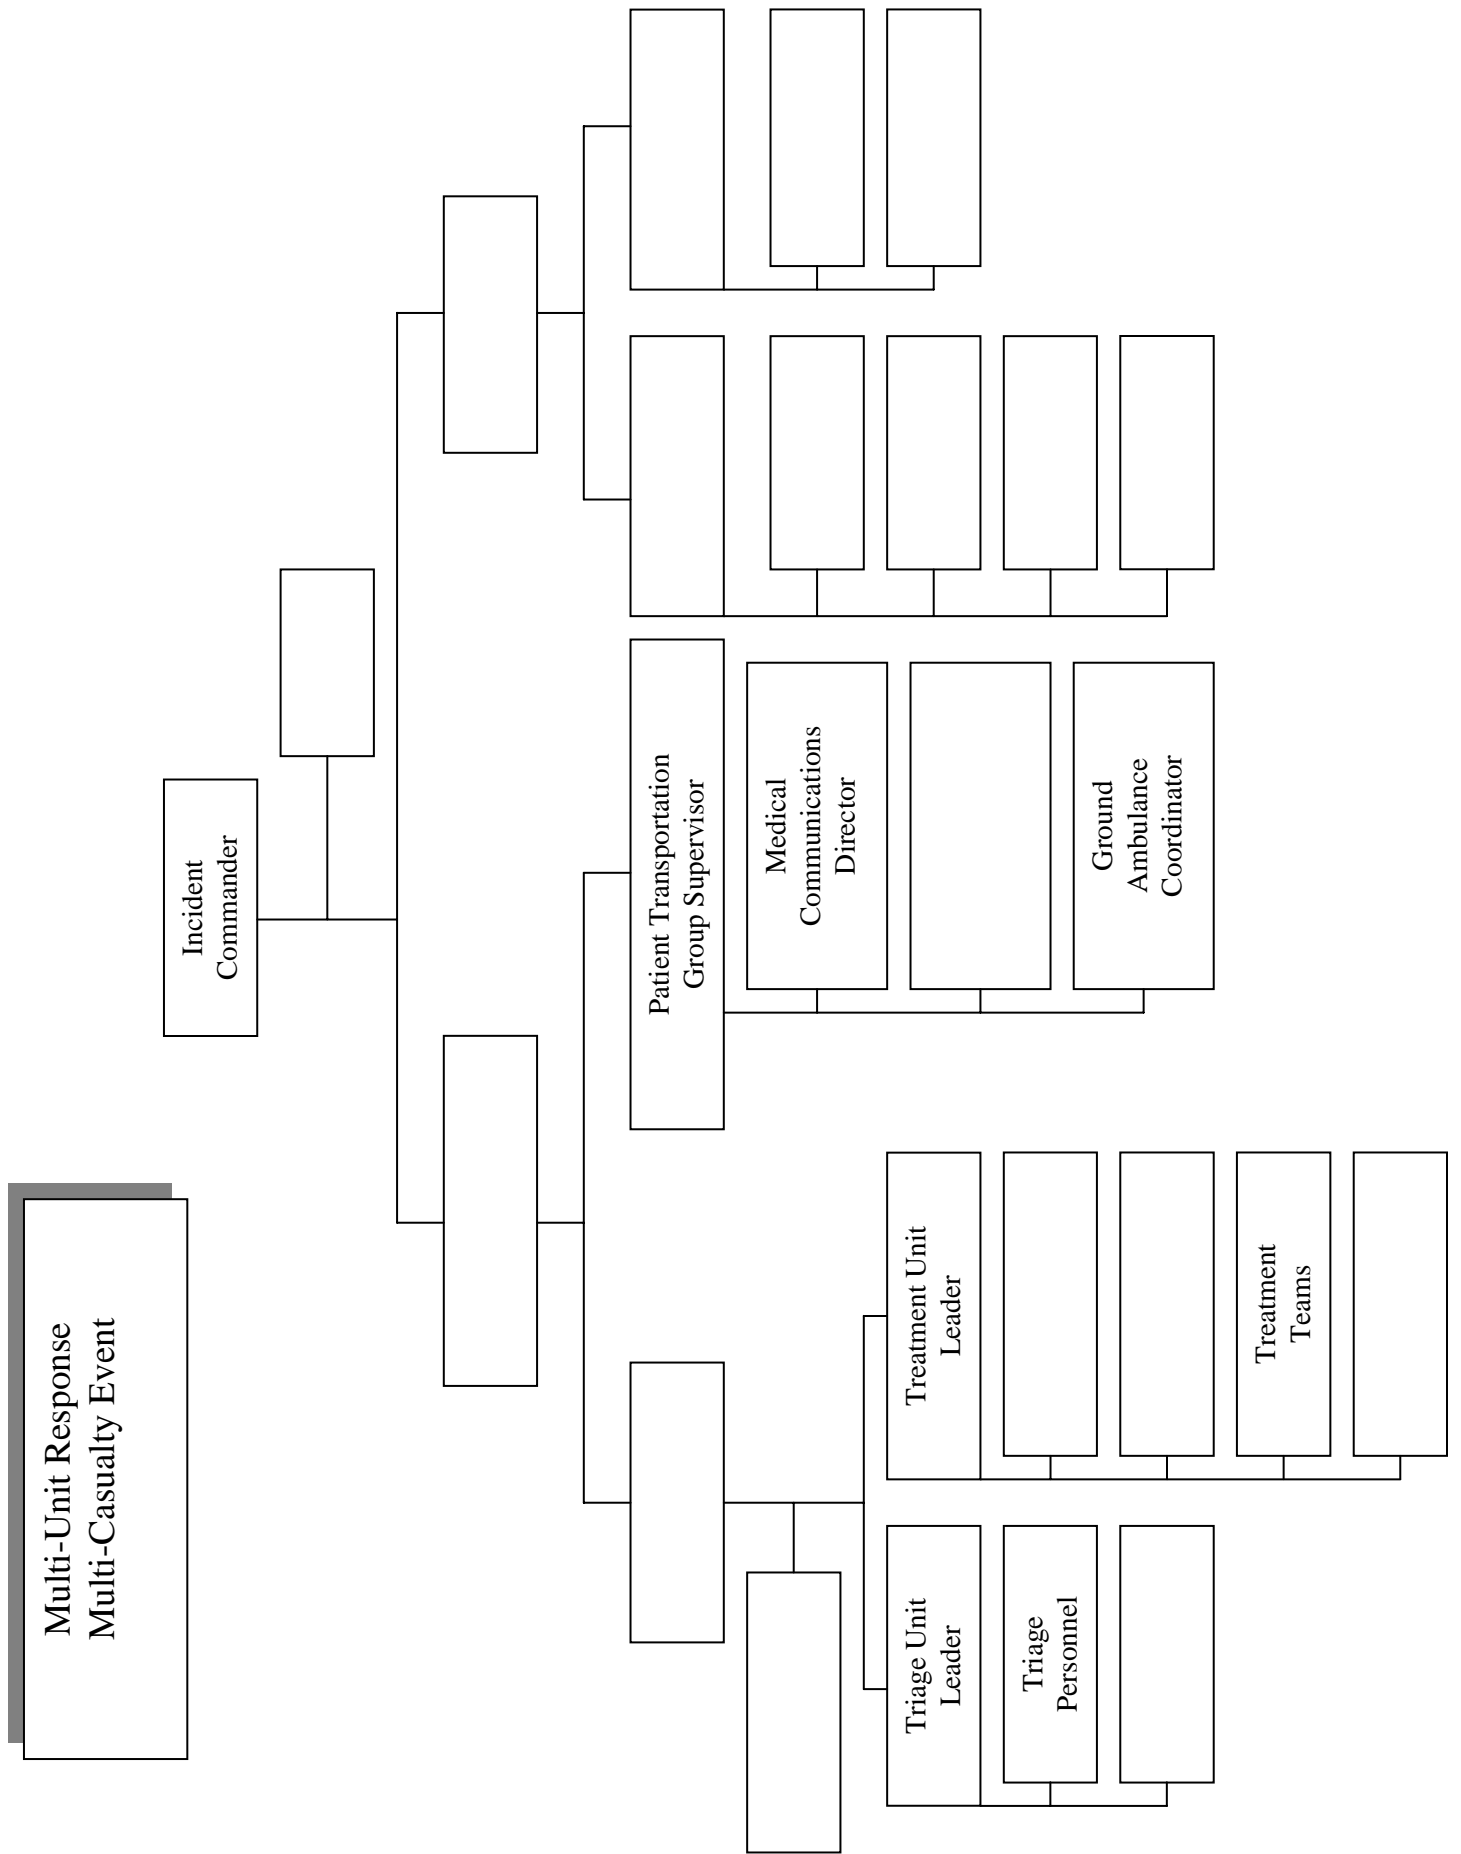 Multi-Unit Response
Multi-Casualty Event
Incident
Commander
Patient Transportation
Group Supervisor
Medical
Communications
Director
Ground
Ambulance
Coordinator
Triage Unit
Leader
Triage
Personnel
Treatment Unit
Leader
Treatment
Teams